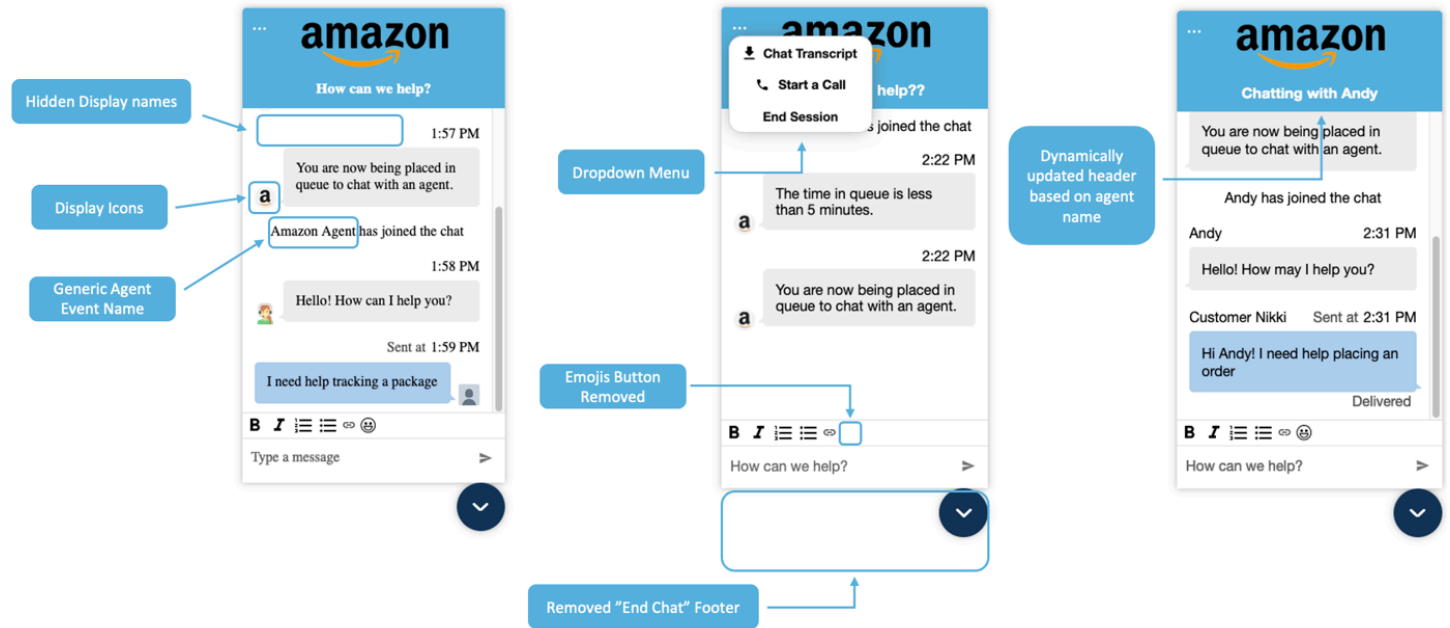 ...
amazon
How can we help?
Hidden Display names
1:57 PM
You are now being placed in
queue to chat with an agent.
a
Display Icons
Amazon Agent has joined the chat
Generic Agent
Event Name
1:58 PM
Hello! How can I help you?
Sent at 1:59 PM
I need help tracking a package
B I
Type a message
...
amazon
Chat Transcript
Start a Call
End Session
help??
s joined the chat
Dropdown Menu
2:22 PM
The time in queue is less
than 5 minutes.
a
2:22 PM
You are now being placed in
queue to chat with an agent.
a
Emojis Button
Removed
B I
How can we help?
Removed ”End Chat” Footer
...
amazon
Chatting with Andy
Dynamically
updated header
based on agent
name
You are now being placed in
queue to chat with an agent.
Andy has joined the chat
Andy 2:31 PM
Hello! How may I help you?
Customer Nikki Sent at 2:31 PM
Hi Andy! I need help placing an
order
Delivered
B I
How can we help?